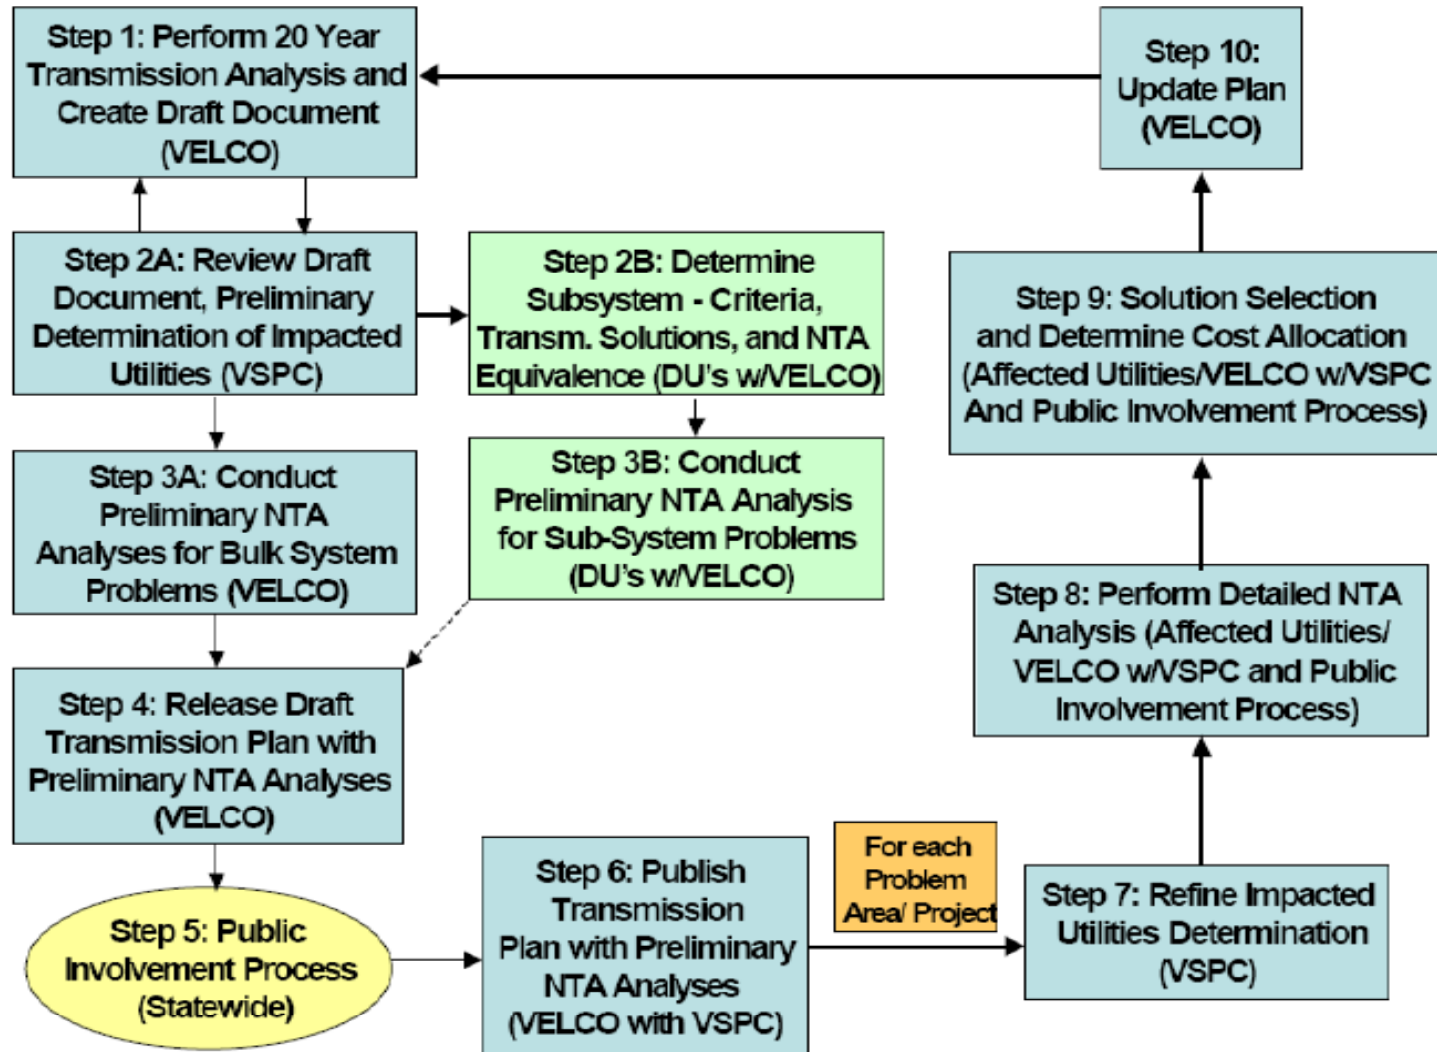 Step 1: Perform 20 Year
Transmission Analysis and
Create Draft Document
(VELCO)
Step 10:
Update Plan
(VELCO)
Step 2A: Review Draft
Document, Preliminary
Determination of Impacted
Utilities (VSPC)
Step 2B: Determine
Subsystem - Criteria,
Transm. Solutions, and NTA
Equivalence (DU's w/VELCO)
Step 9: Solution Selection
and Determine Cost Allocation
(Affected Utilities/VELCO w/VSPC
And Public Involvement Process)
Step 3A: Conduct
Preliminary NTA
Analyses for Bulk System
Problems (VELCO)
Step 3B: Conduct
Preliminary NTA Analysis
for Sub-System Problems
(DU's w/VELCO)
Step 8: Perform Detailed NTA
Analysis (Affected Utilities/
VELCO w/VSPC and Public
Involvement Process)
Step 4: Release Draft
Transmission Plan with
Preliminary NTA Analyses
(VELCO)
Step 5: Public
Involvement Process
(Statewide)
Step 6: Publish
Transmission
Plan with Preliminary
NTA Analyses
(VELCO with VSPC)
For each
Problem
Area/ Project
Step 7: Refine Impacted
Utilities Determination
(VSPC)